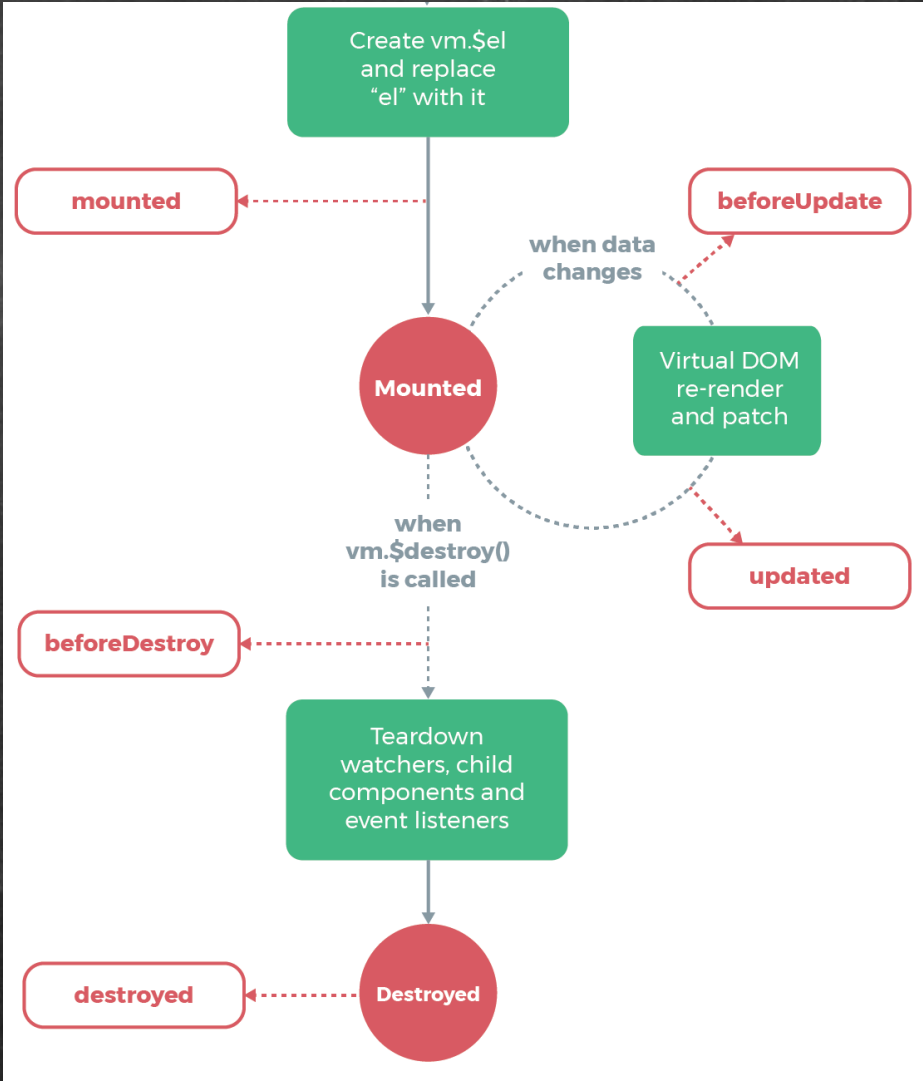 Create vm.$el
and replace
“el” with it
mounted
beforeUpdate
when data
changes
Virtual DOM
re-render
and patch
Mounted
when
vm.$destroy()
is called
updated
beforeDestroy
Teardown
watchers, child
components and
event listeners
destroyed
Destroyed